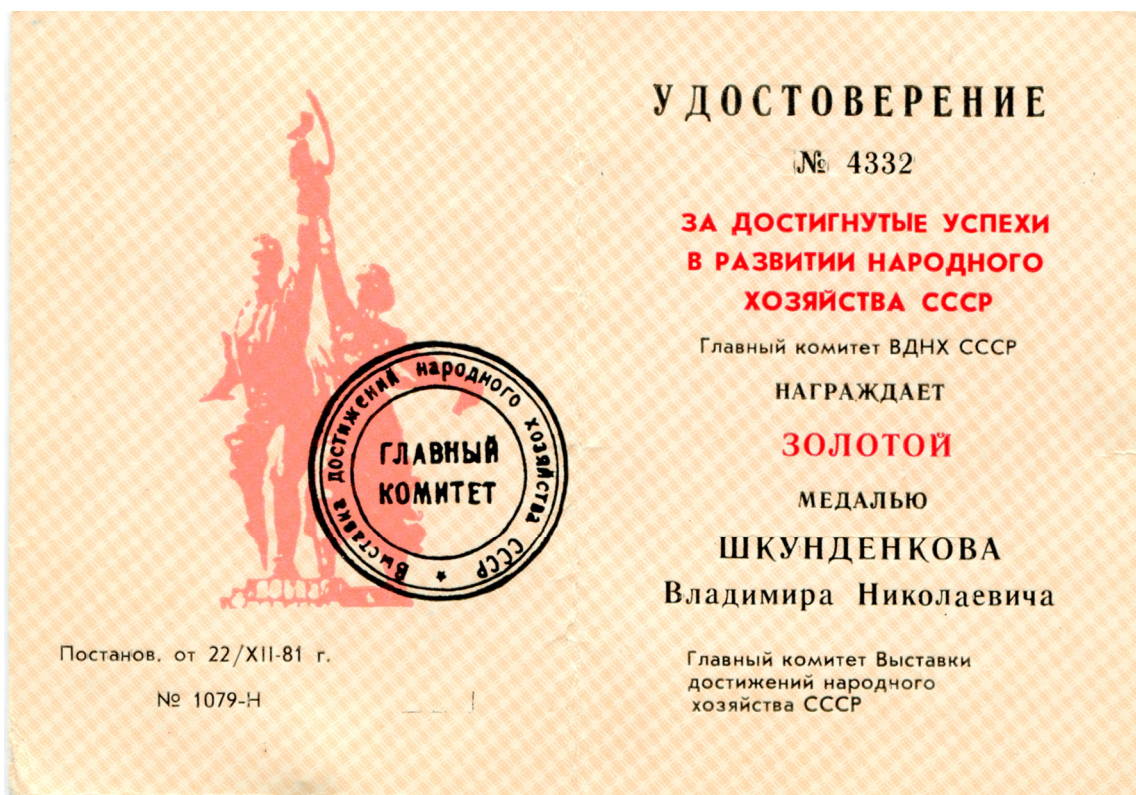 УДОСТОВЕРЕНИЕ
№ 4332
ЗА ДОСТИГНУТЫЕ УСПЕХИ
В РАЗВИТИИ НАРОДНОГО
ХОЗЯЙСТВА СССР
Главный комитет ВДНХ СССР
НАГРАЖДАЕТ
ЗОЛОТОЙ
МЕДАЛЬЮ
ШКУНДЕНКОВА
Владимира Николаевича
Главный комитет Выставки
достижений народного
хозяйства СССР
Выставка достижений народного хозяйства СССР
ГЛАВНЫЙ
КОМИТЕТ
Постанов. от 22/XII-81 г.
№ 1079-Н